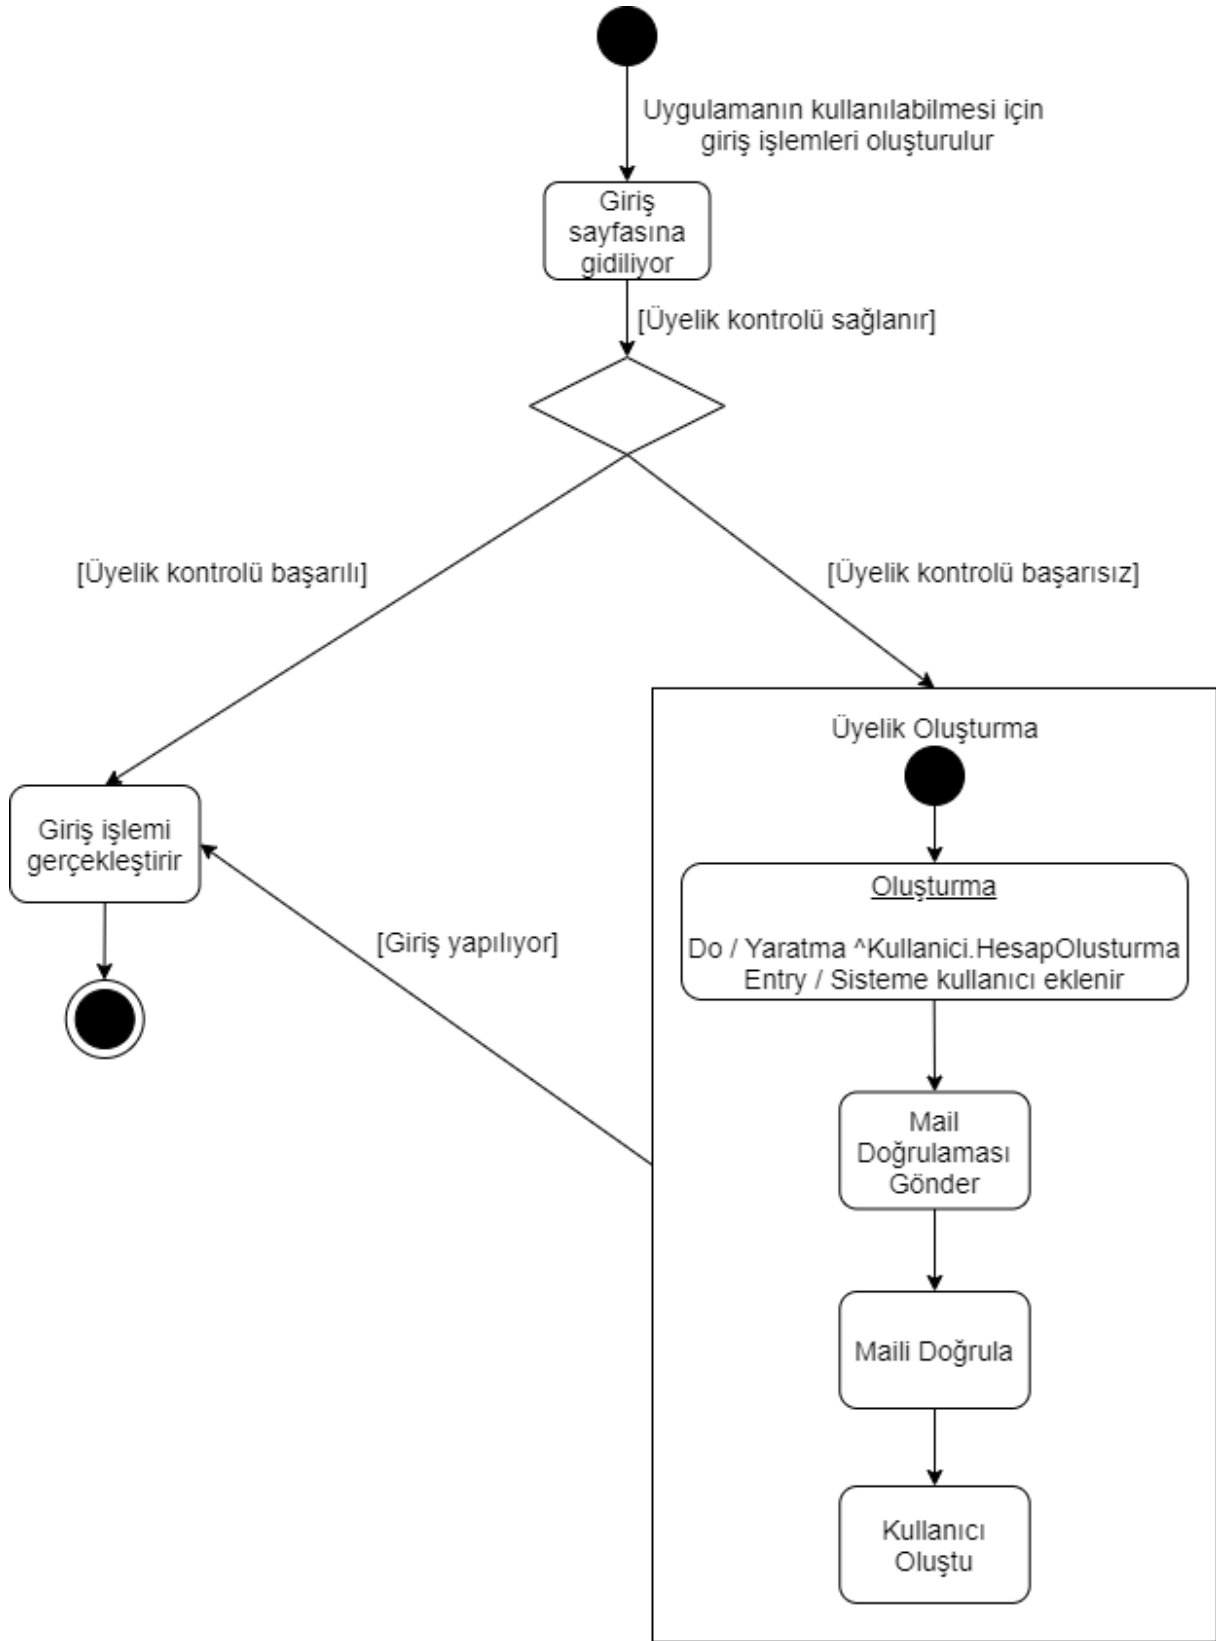 Uygulamanın kullanılabilmesi için
giriş işlemleri oluşturulur
Giriş
sayfasına
gidiliyor
[Üyelik kontrolü sağlanır]
[Üyelik kontrolü başarılı]
[Üyelik kontrolü başarısız]
Üyelik Oluşturma
Giriş işlemi
gerçekleştirir
Oluşturma
Do / Yaratma ^Kullanici.HesapOlusturma
Entry / Sisteme kullanıcı eklenir
[Giriş yapılıyor]
Mail
Doğrulaması
Gönder
Maili Doğrula
Kullanıcı
Oluştu